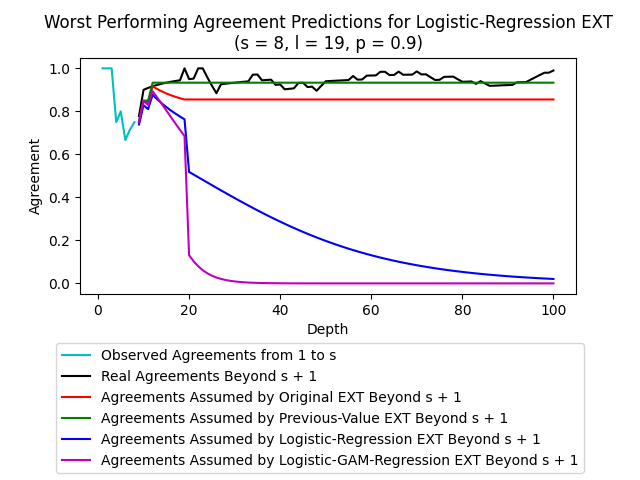 Worst Performing Agreement Predictions for Logistic-Regression EXT
(s = 8, l = 19, p = 0.9)
1.0
0.8
0.6
0.4
0.2
0.0
Agreement
0 20 40 60 80 100
Depth
Observed Agreements from 1 to s
Real Agreements Beyond s + 1
Agreements Assumed by Original EXT Beyond s + 1
Agreements Assumed by Previous-Value EXT Beyond s + 1
Agreements Assumed by Logistic-Regression EXT Beyond s + 1
Agreements Assumed by Logistic-GAM-Regression EXT Beyond s + 1